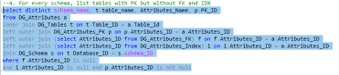 --d. For every schema, list tables with PK but without FK and IDX
select distinct schema_name, t.table_name, Attributes_Name, p.PK_ID
from DG_Attributes a
inner join DG_Tables t on t.Table_ID = a.Table_id
left outer join DG_Attributes_PK p on p.Attributes_ID = a.Attributes_ID
left outer join (select Attributes_ID from DG_Attributes_FK) f on f.Attributes_ID = a.Attributes_ID
left outer join (select Attributes_ID from DG_Attributes_Index) i on i.Attributes_ID = a.Attributes_ID
join DG_Schema s on t.Database_ID = s.schema_ID
where f.Attributes_ID is null
and i.Attributes_ID is null and p.Attributes_ID is not null